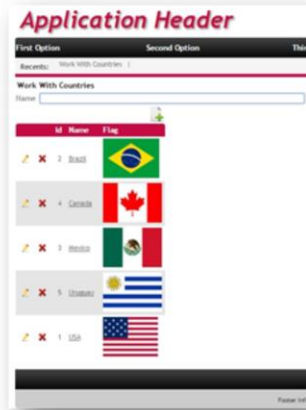 Application Header
First Option Second Option
Recents: Work With Countries |
Work With Countries
Name
Id Name Flag
2 Brazil
4 Canada
3 Mexico
5 Uruguay
1 USA
Footer